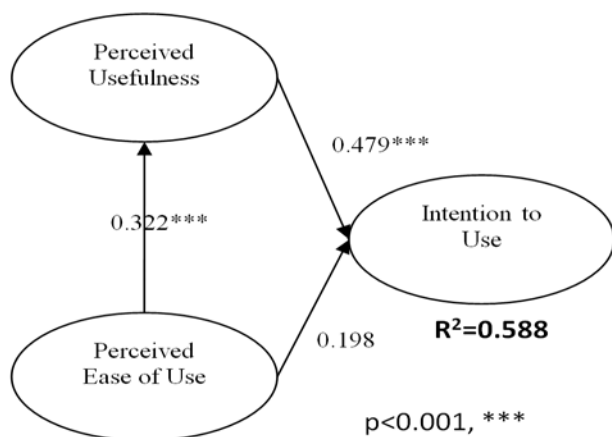 Perceived
Usefulness
0.479***
Intention to
Use
0.322***
R²=0.588
0.198
Perceived
Ease of Use
p<0.001, ***